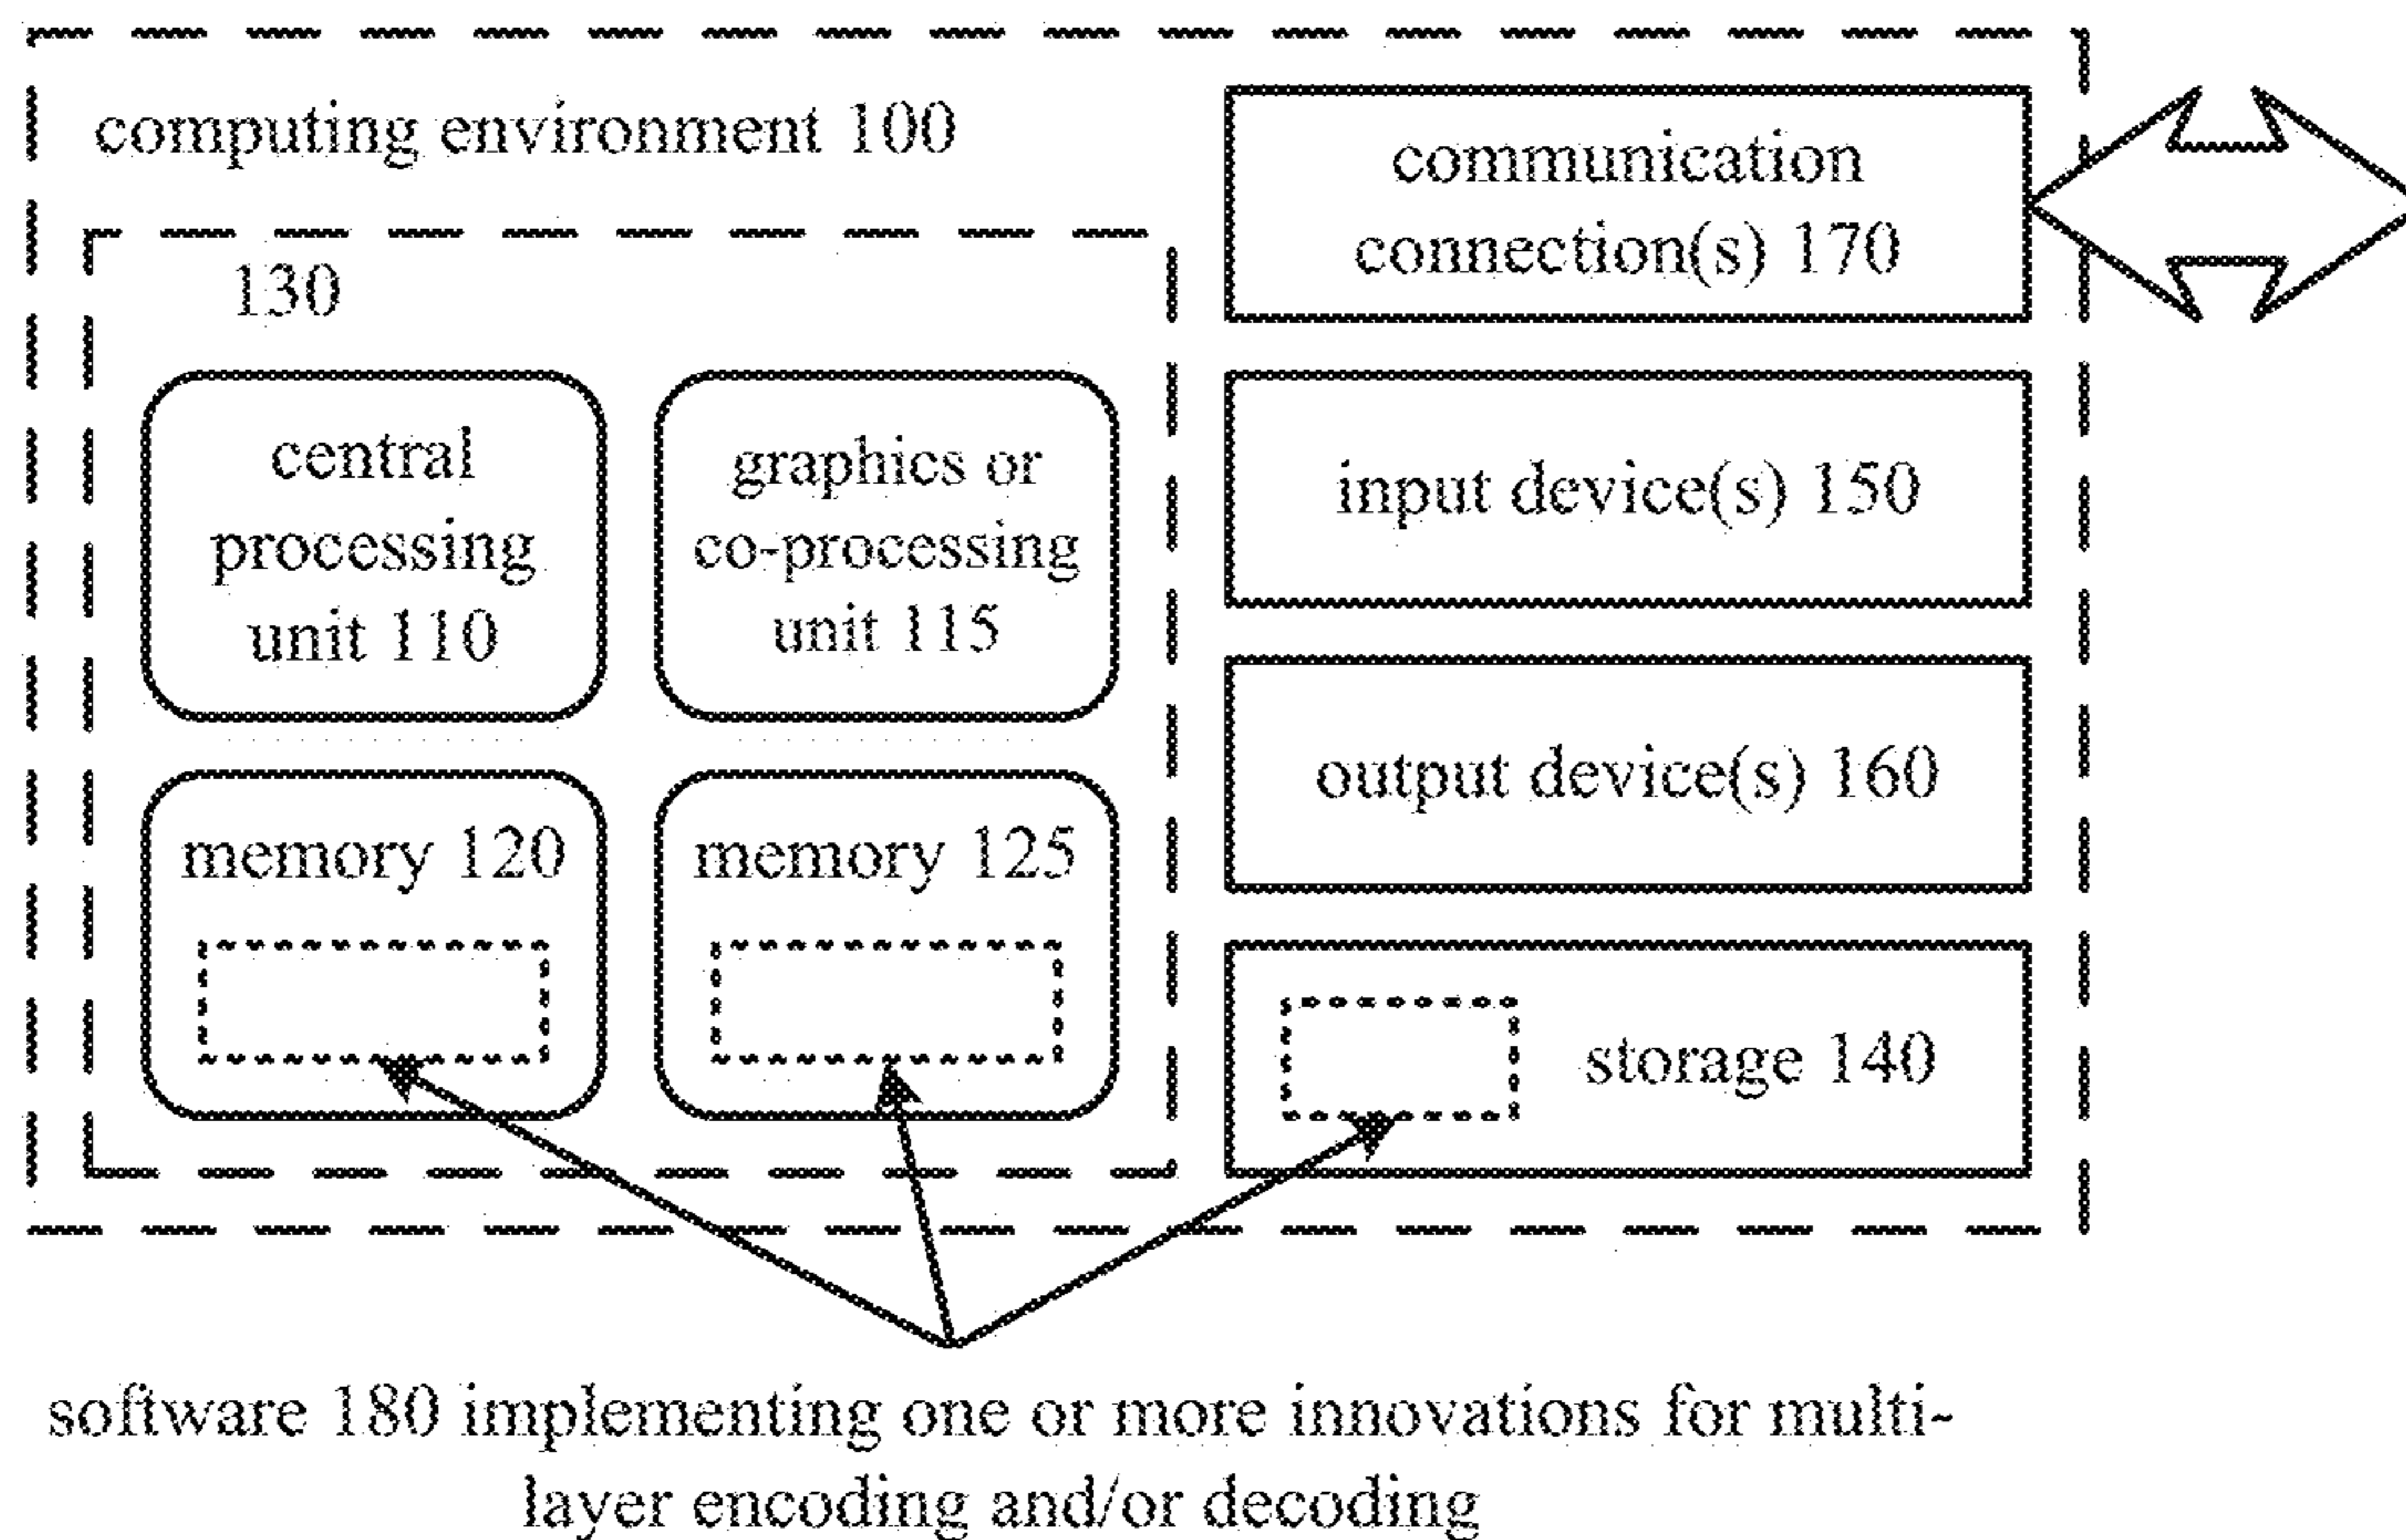 computing environment 100
130
central
processing
unit 110
graphics or
co-processing
unit 115
memory 120
memory 125
communication
connection(s) 170
input device(s) 150
output device(s) 160
storage 140
software 180 implementing one or more innovations for multi-
layer encoding and/or decoding